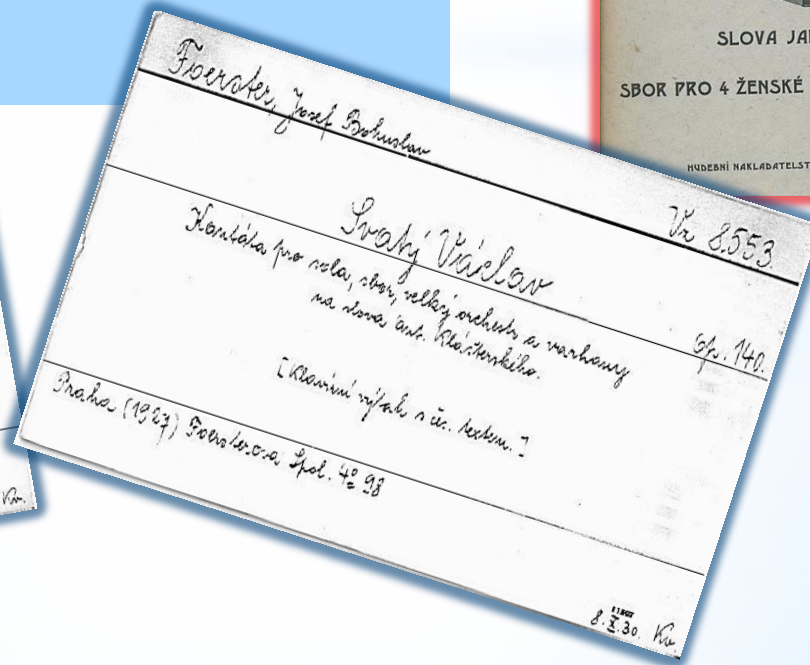 SLOVA JA
SBOR PRO 4 ŽENSKÉ
HUDEBNÍ NAKLADATELST
Foerster, Josef Bohuslav
Vz 8.553
Svatý Václav
op. 140.
Kantáta pro sola, sbor, velký orchestr a varhany
na slova Ant. Klášterského.
[Klavírní výtah s čes. textem.]
Praha (1927) Foersterova Spol. 4° 98
8.X.30. Kv.
Kv.